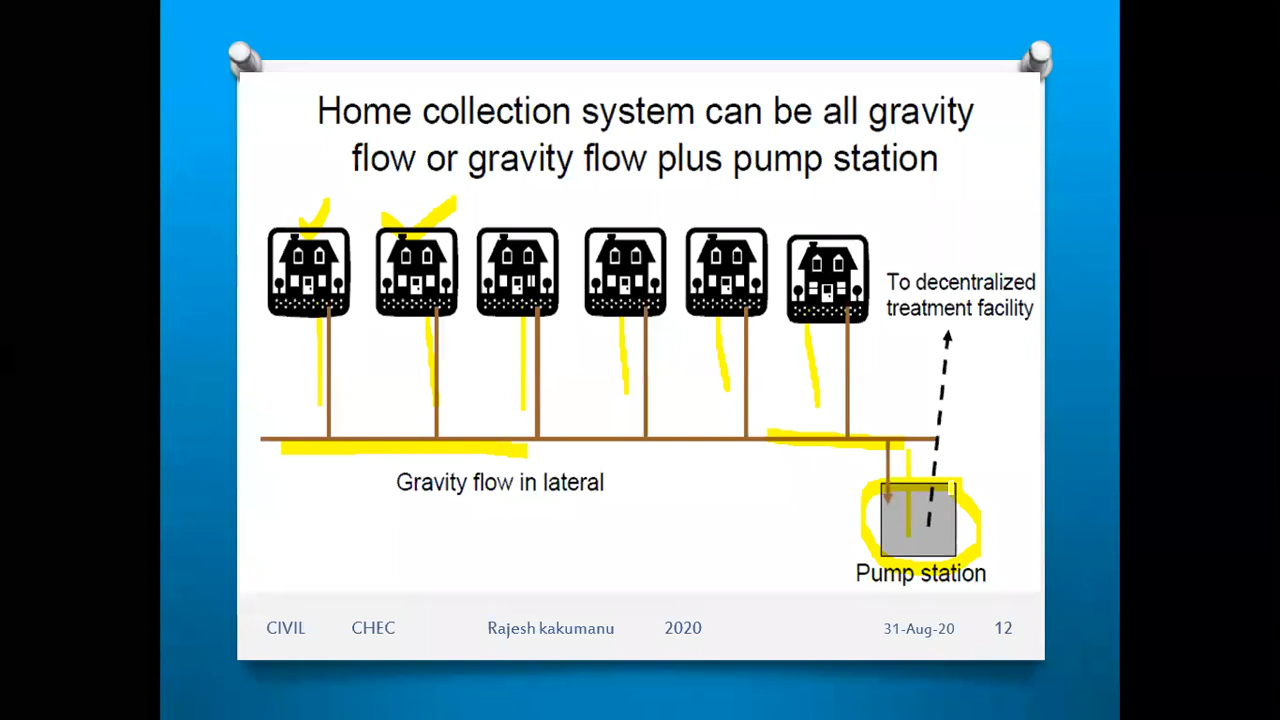 Home collection system can be all gravity
flow or gravity flow plus pump station
To decentralized
treatment facility
Gravity flow in lateral
Pump station
CIVIL CHEC Rajesh kakumanu 2020 31-Aug-20 12